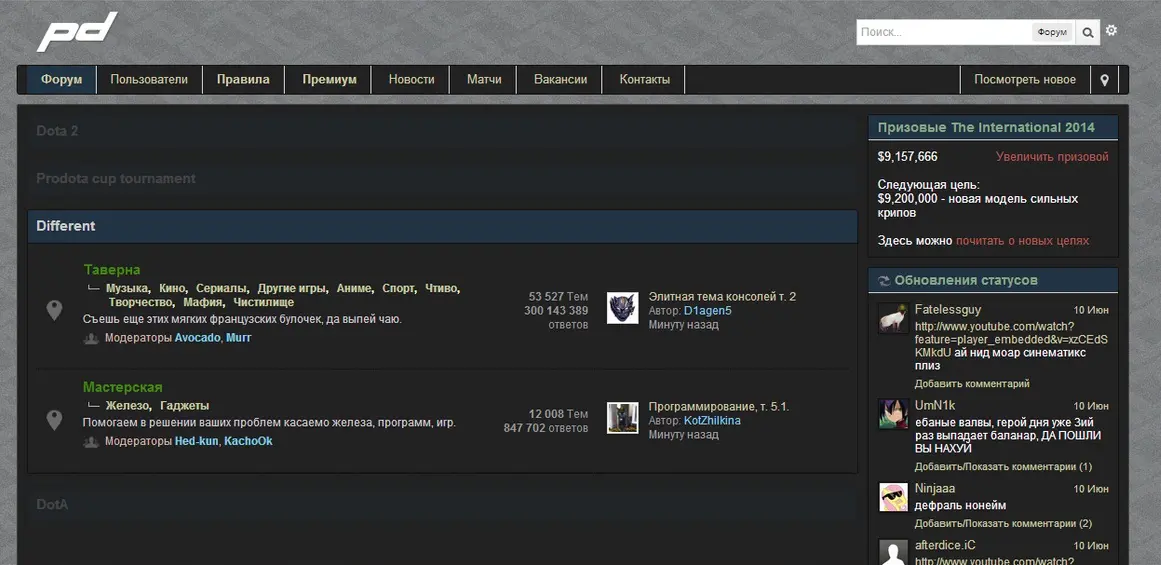 pd
Поиск...
Форум
Форум
Пользователи
Правила
Премиум
Новости
Матчи
Вакансии
Контакты
Посмотреть новое
Dota 2
Prodota cup tournament
Different
Таверна
Музыка, Кино, Сериалы, Другие игры, Аниме, Спорт, Чтиво,
Творчество, Мафия, Чистилище
Съешь еще этих мягких французских булочек, да выпей чаю.
Модераторы Avocado, Murr
53 527 Тем
300 143 389
ответов
Элитная тема консолей т. 2
Автор: D1agen5
Минуту назад
Мастерская
Железо, Гаджеты
Помогаем в решении ваших проблем касаемо железа, программ, игр.
Модераторы Hed-kun, KachoOk
12 008 Тем
847 702 ответов
Программирование, т. 5.1.
Автор: KotZhilkina
Минуту назад
DotA
Призовые The International 2014
$9,157,666 Увеличить призовой
Следующая цель:
$9,200,000 - новая модель сильных
крипов
Здесь можно почитать о новых целях
Обновления статусов
Fatelessguy 10 Июн
http://www.youtube.com/watch?
feature=player_embedded&v=xzCEdS
KMkdU ай нид моар синематикс
плиз
Добавить комментарий
UmN1k 10 Июн
ебаные валвы, герой дня уже 3ий
раз выпадает баланар, ДА ПОШЛИ
ВЫ НАХУЙ
Добавить/Показать комментарии (1)
Ninjaaa 10 Июн
дефраль нонейм
Добавить/Показать комментарии (2)
afterdice.iC 10 Июн
http://www.youtube.com/watch?